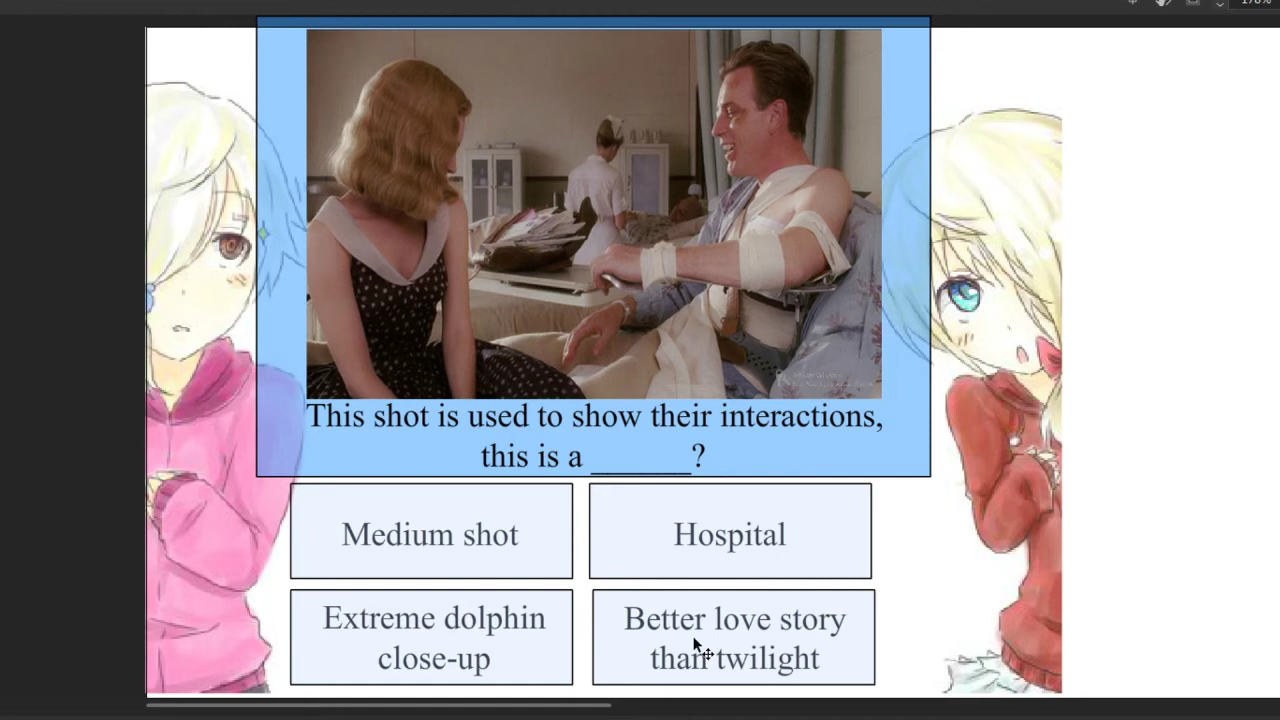 This shot is used to show their interactions,
this is a ______?
Medium shot
Hospital
Extreme dolphin
close-up
Better love story
than twilight